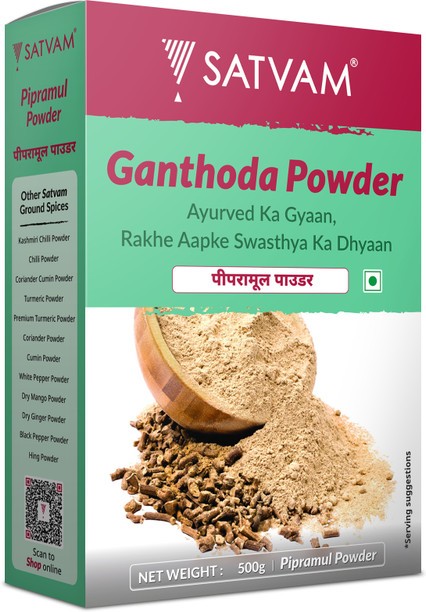 SATVAM®
Ganthoda Powder
Ayurved Ka Gyaan,
Rakhe Aapke Swasthya Ka Dhyaan
पीपरामूल पाउडर
*Serving suggestions
NET WEIGHT : 500g | Pipramul Powder
Pipramul
Powder
पीपरामूल पाउडर
Other Satvam
Ground Spices
Kashmiri Chilli Powder
Chilli Powder
Coriander Cumin Powder
Turmeric Powder
Premium Turmeric Powder
Coriander Powder
Cumin Powder
White Pepper Powder
Dry Mango Powder
Dry Ginger Powder
Black Pepper Powder
Hing Powder
Scan to
Shop online